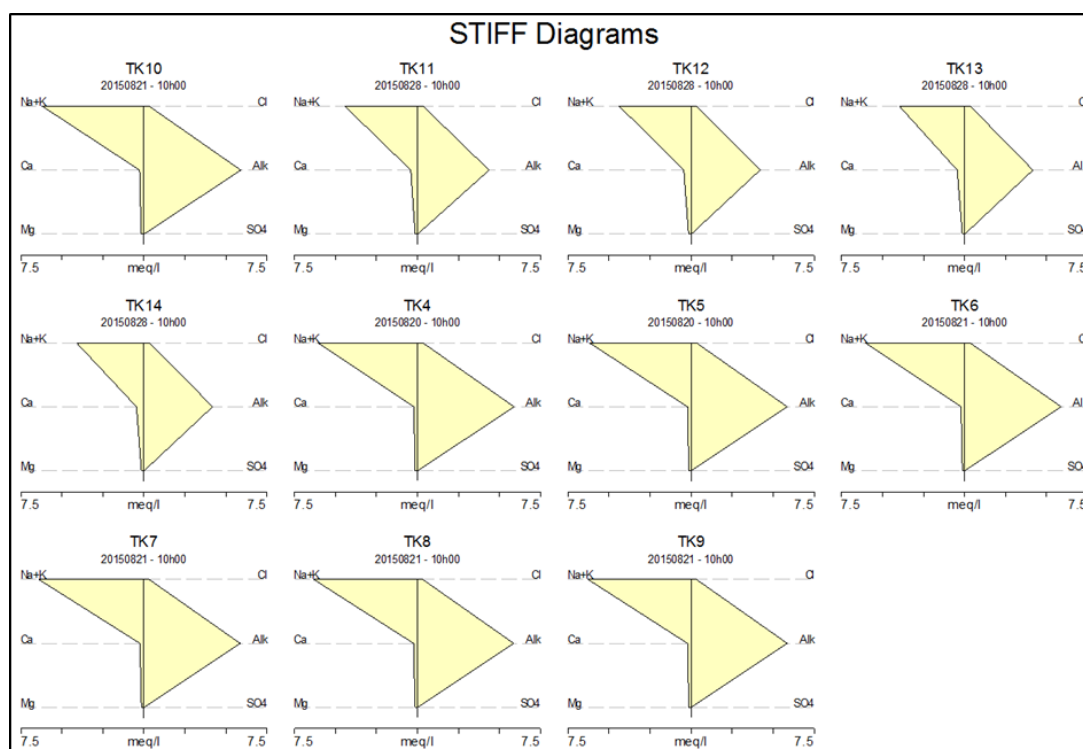 STIFF Diagrams
TK10 TK11 TK12 TK13
20150821 - 10h00 20150828 - 10h00 20150828 - 10h00 20150828 - 10h00
Na+K Cl Na+K Cl Na+K Cl Na+K
Ca Alk Ca Alk Ca Alk Ca
Mg SO4 Mg SO4 Mg SO4 Mg SO4
7.5 meq/l 7.5 7.5 meq/l 7.5 7.5 meq/l 7.5 7.5 meq/l 7.5
TK14 TK4 TK5 TK6
20150828 - 10h00 20150820 - 10h00 20150820 - 10h00 20150821 - 10h00
Na+K Cl Na+K Cl Na+K Cl Na+K
Ca Alk Ca Alk Ca Alk Ca
Mg SO4 Mg SO4 Mg SO4 Mg SO4
7.5 meq/l 7.5 7.5 meq/l 7.5 7.5 meq/l 7.5 7.5 meq/l 7.5
TK7 TK8 TK9
20150821 - 10h00 20150821 - 10h00 20150821 - 10h00
Na+K Cl Na+K Cl Na+K Cl
Ca Alk Ca Alk Ca Alk
Mg SO4 Mg SO4 Mg SO4
7.5 meq/l 7.5 7.5 meq/l 7.5 7.5 meq/l 7.5